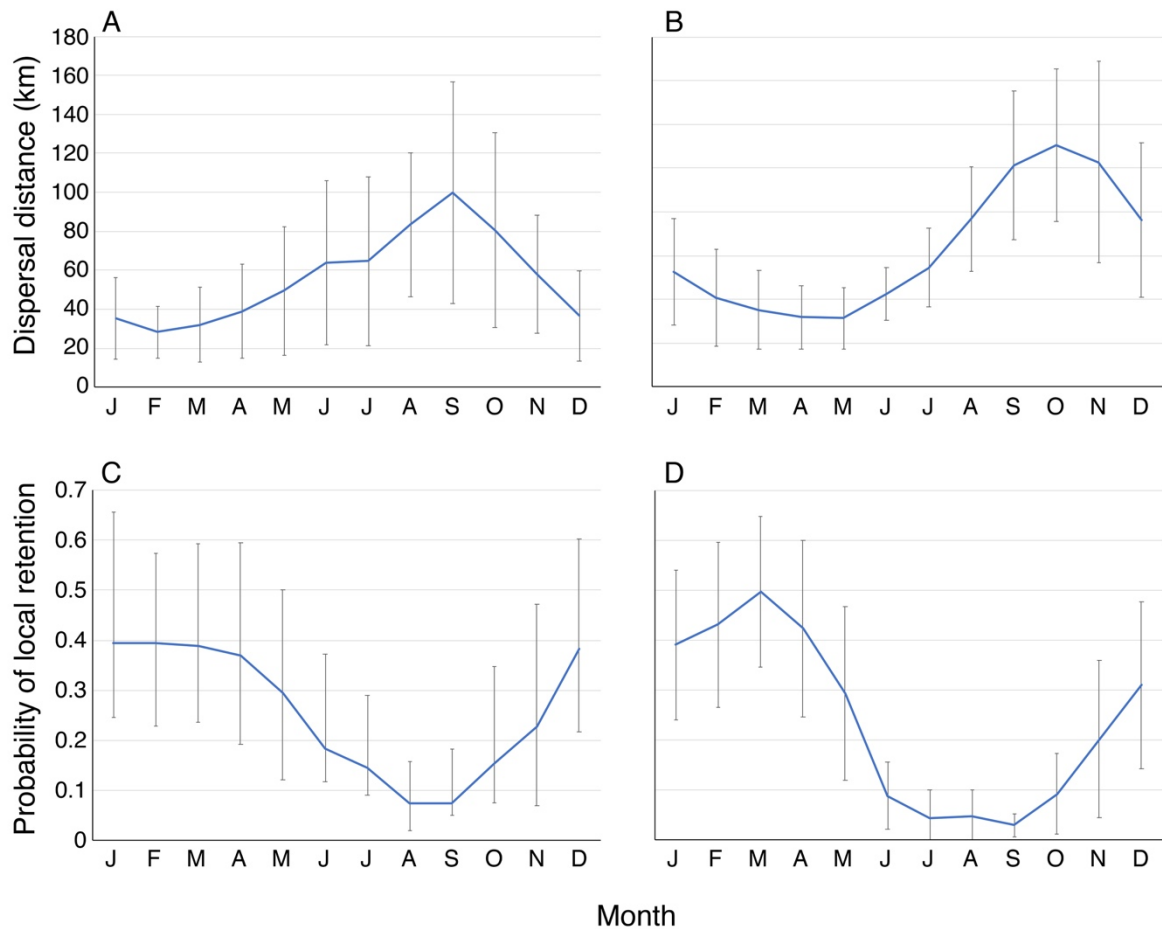 A
B
Dispersal distance (km)
180
160
140
120
100
80
60
40
20
0
J F M A M J J A S O N D
J F M A M J J A S O N D
C
D
Probability of local retention
0.7
0.6
0.5
0.4
0.3
0.2
0.1
0
J F M A M J J A S O N D
J F M A M J J A S O N D
Month